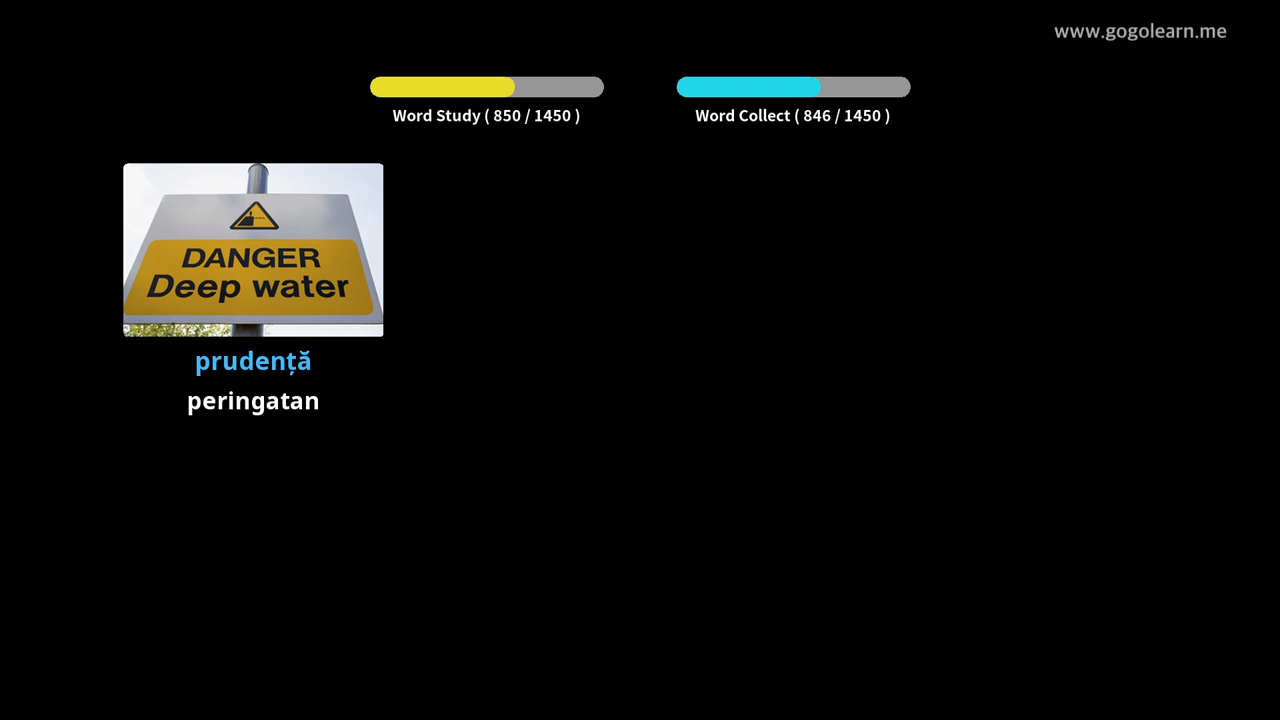 www.gogolearn.me
Word Study ( 850 / 1450 )
Word Collect ( 846 / 1450 )
DANGER
Deep water
prudență
peringatan